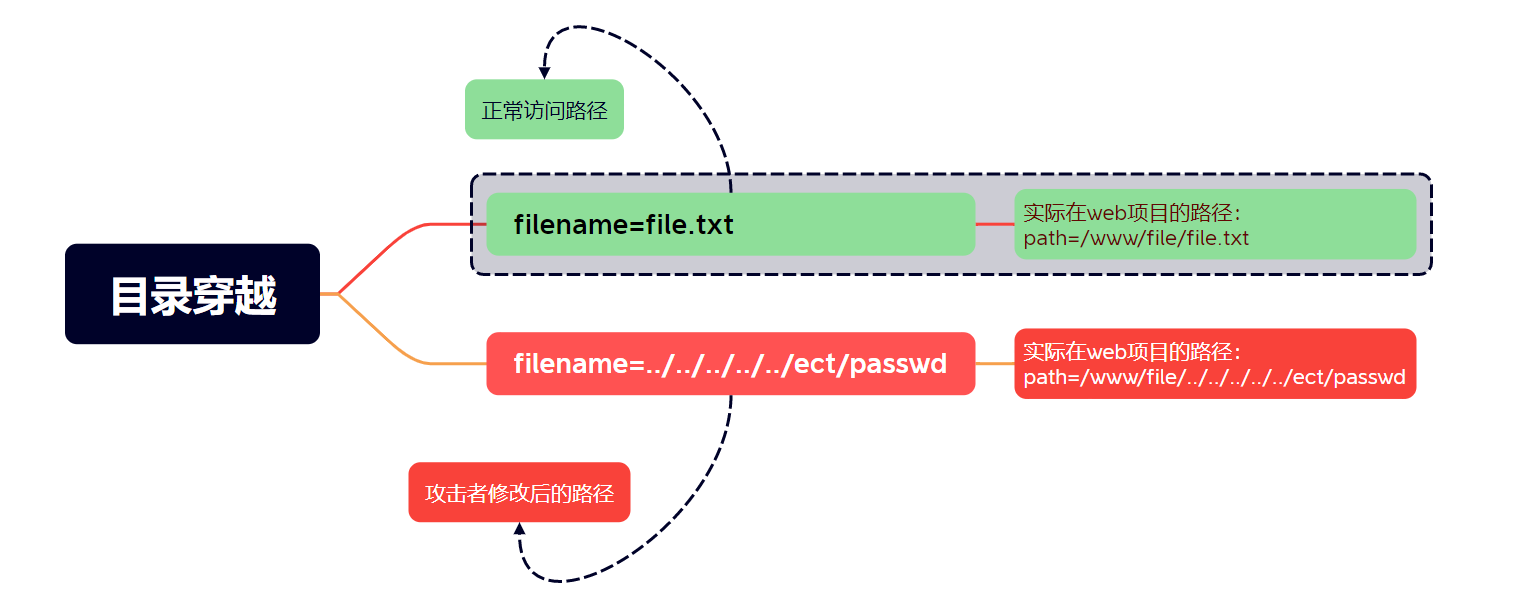 正常访问路径
filename=file.txt
实际在web项目的路径：
path=/www/file/file.txt
目录穿越
filename=../../../../../ect/passwd
实际在web项目的路径：
path=/www/file/../../../../../ect/passwd
攻击者修改后的路径